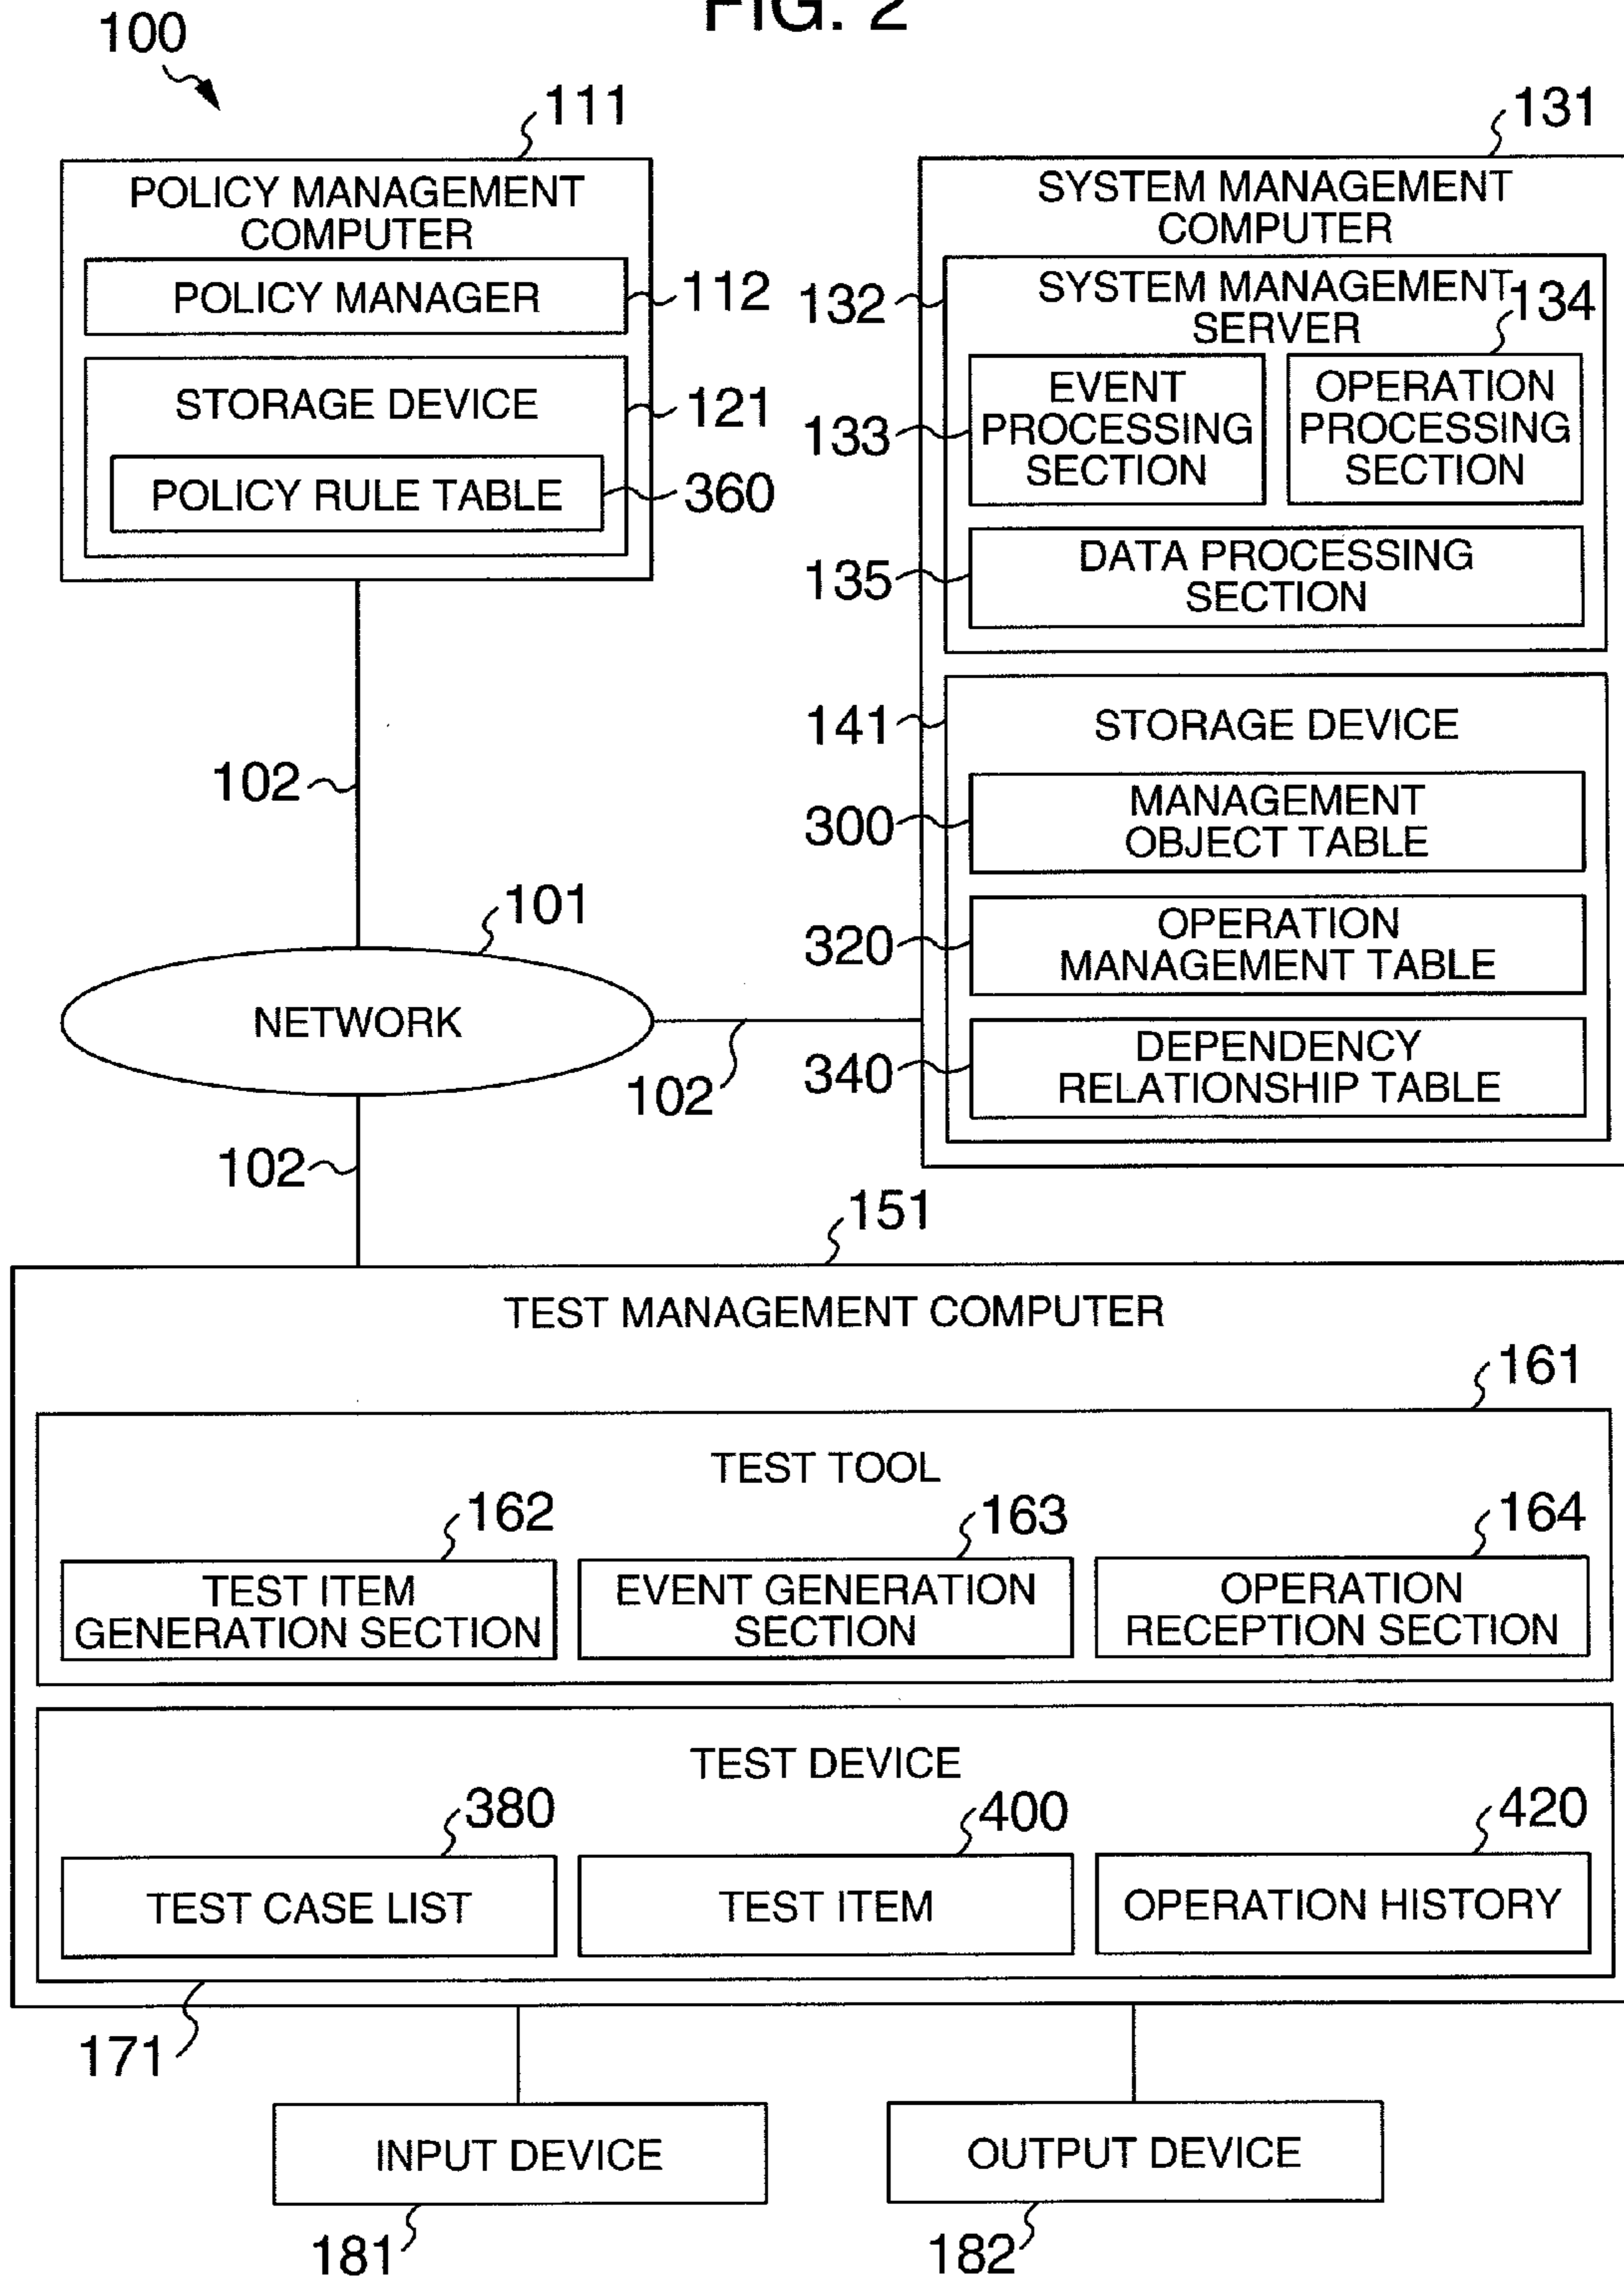 FIG. 2
100
111
POLICY MANAGEMENT
COMPUTER
POLICY MANAGER
112
STORAGE DEVICE
121
POLICY RULE TABLE
360
131
SYSTEM MANAGEMENT
COMPUTER
132
SYSTEM MANAGEMENT
SERVER
134
133
EVENT
PROCESSING
SECTION
OPERATION
PROCESSING
SECTION
135
DATA PROCESSING
SECTION
141
STORAGE DEVICE
300
MANAGEMENT
OBJECT TABLE
320
OPERATION
MANAGEMENT TABLE
340
DEPENDENCY
RELATIONSHIP TABLE
102
101
NETWORK
102
102
151
TEST MANAGEMENT COMPUTER
161
TEST TOOL
162
163
164
TEST ITEM
GENERATION SECTION
EVENT GENERATION
SECTION
OPERATION
RECEPTION SECTION
TEST DEVICE
380
400
420
TEST CASE LIST
TEST ITEM
OPERATION HISTORY
171
INPUT DEVICE
OUTPUT DEVICE
181
182